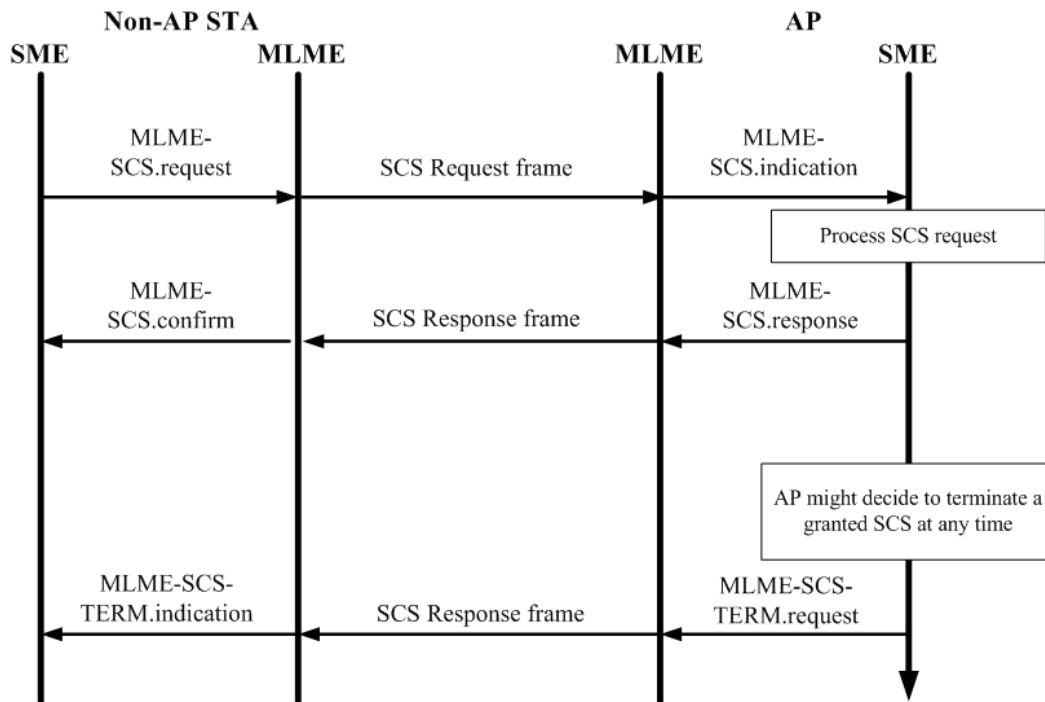 Non-AP STA
AP
SME
MLME
MLME
SME
MLME-
SCS.request
SCS Request frame
MLME-
SCS.indication
Process SCS request
MLME-
SCS.confirm
SCS Response frame
MLME-
SCS.response
AP might decide to terminate a
granted SCS at any time
MLME-SCS-
TERM.indication
SCS Response frame
MLME-SCS-
TERM.request